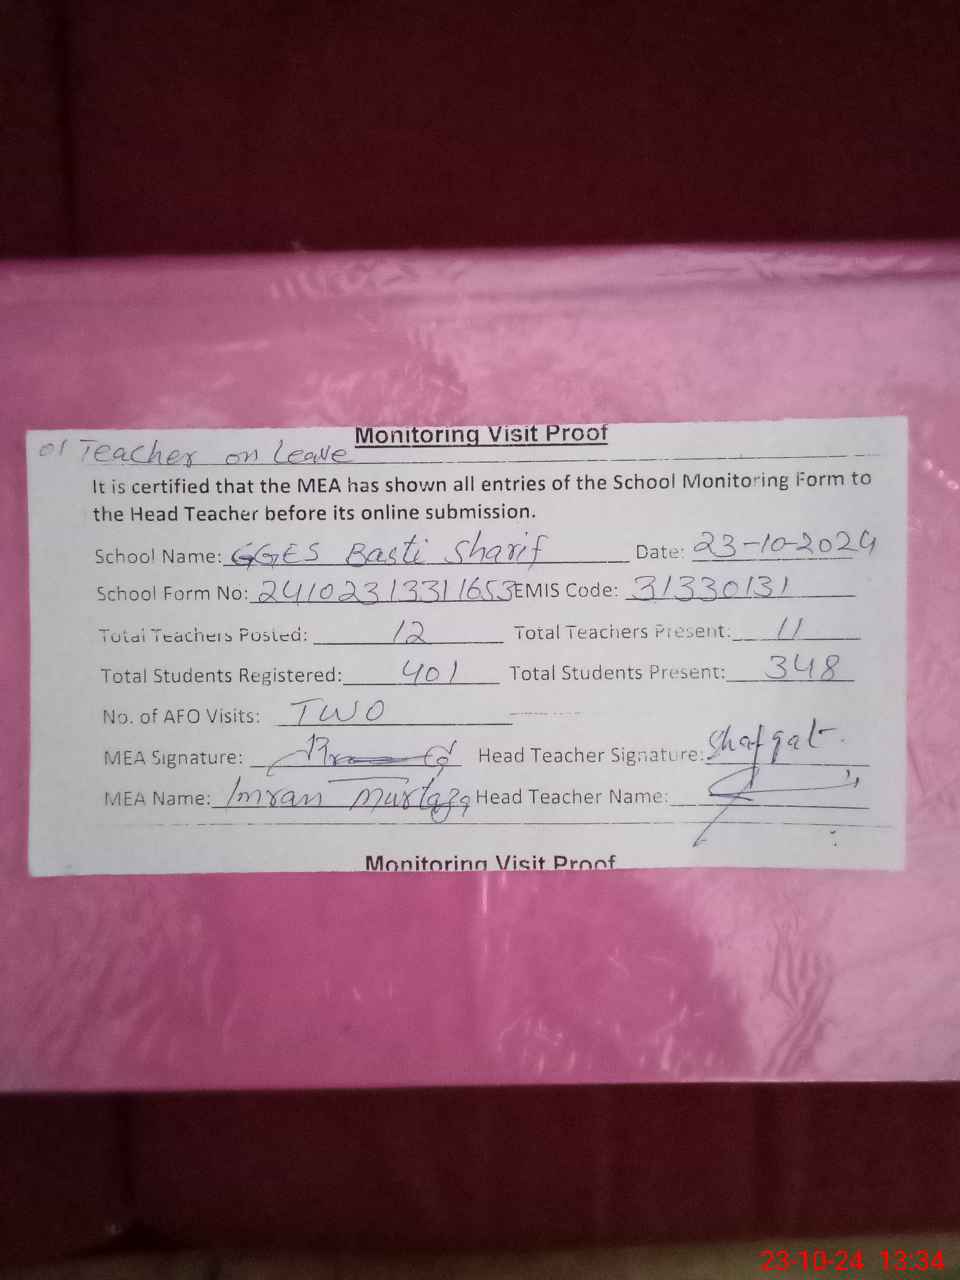 Monitoring Visit Proof
01 Teacher on Leave
It is certified that the MEA has shown all entries of the School Monitoring Form to
the Head Teacher before its online submission.
School Name: GGES Basti Sharif Date: 23-10-2024
School Form No: 24102313311653 EMIS Code: 31330131
Total Teachers Posted: 12 Total Teachers Present: 11
Total Students Registered: 401 Total Students Present: 348
No. of AFO Visits: TWO
MEA Signature: Head Teacher Signature: Shafqat.
MEA Name: Imran Murtaza Head Teacher Name:
Monitoring Visit Proof
23-10-24 13:34